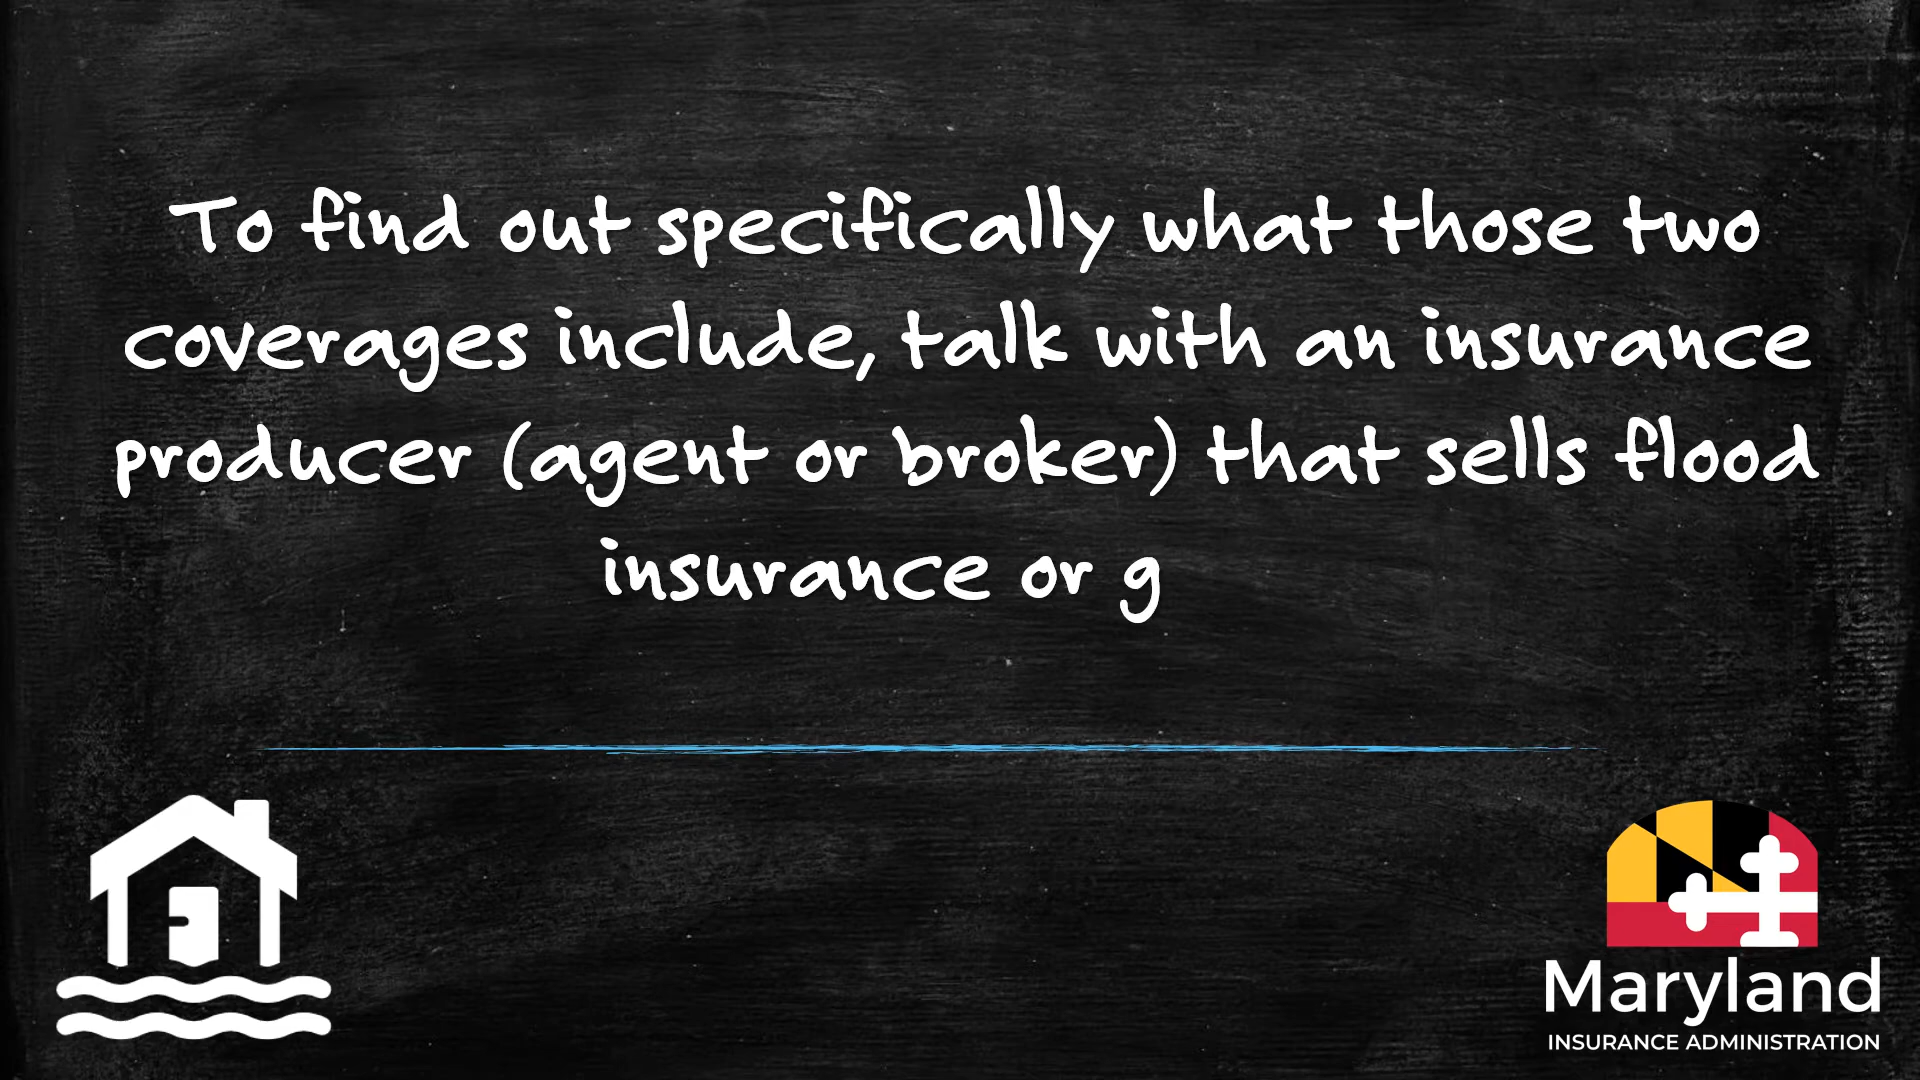 To find out specifically what those two
coverages include, talk with an insurance
producer (agent or broker) that sells flood
insurance or g
Maryland
INSURANCE ADMINISTRATION